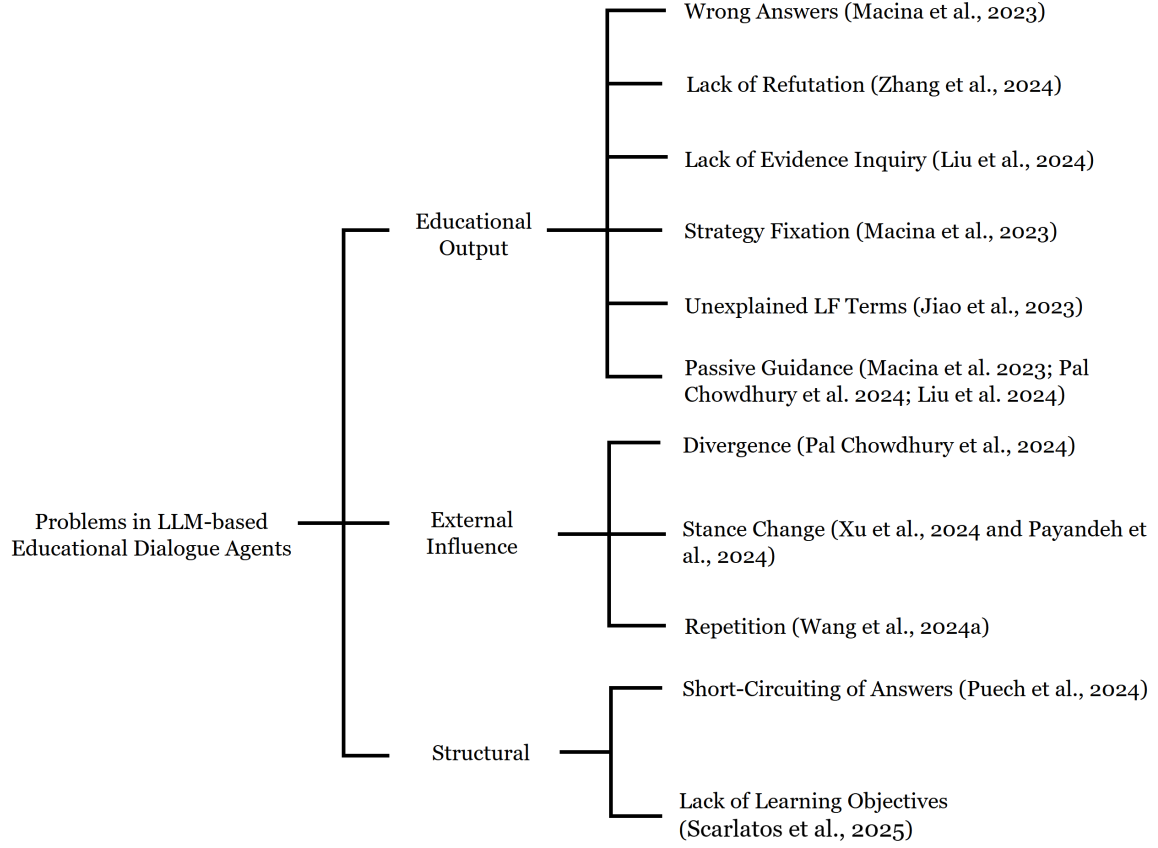 Problems in LLM-based
Educational Dialogue Agents
Educational
Output
Wrong Answers (Macina et al., 2023)
Lack of Refutation (Zhang et al., 2024)
Lack of Evidence Inquiry (Liu et al., 2024)
Strategy Fixation (Macina et al., 2023)
Unexplained LF Terms (Jiao et al., 2023)
Passive Guidance (Macina et al. 2023; Pal
Chowdhury et al. 2024; Liu et al. 2024)
External
Influence
Divergence (Pal Chowdhury et al., 2024)
Stance Change (Xu et al., 2024 and Payandeh et
al., 2024)
Repetition (Wang et al., 2024a)
Structural
Short-Circuiting of Answers (Puech et al., 2024)
Lack of Learning Objectives
(Scarlatos et al., 2025)